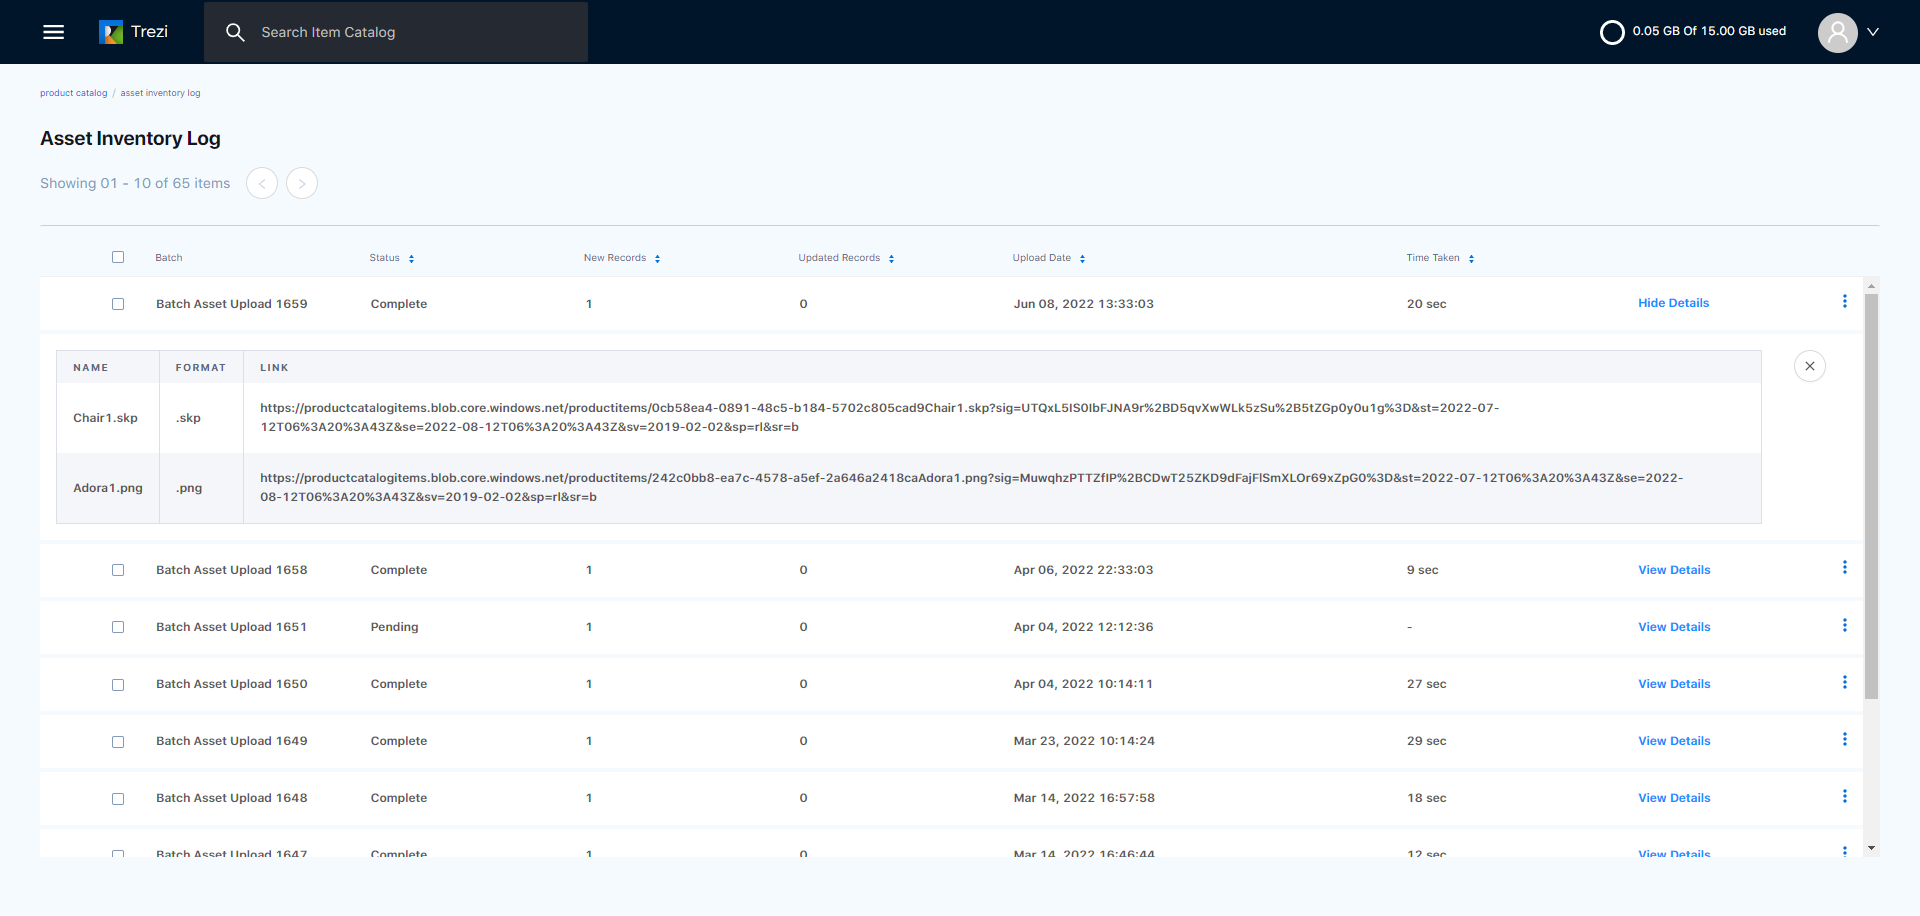 Trezi
Search Item Catalog
0.05 GB Of 15.00 GB used
product catalog / asset inventory log
Asset Inventory Log
Showing 01 - 10 of 65 items < >
Batch Status New Records Updated Records Upload Date Time Taken
Batch Asset Upload 1659 Complete 1 0 Jun 08, 2022 13:33:03 20 sec Hide Details
NAME FORMAT LINK
Chair1.skp .skp https://productcatalogitems.blob.core.windows.net/productitems/0cb58ea4-0891-48c5-b184-5702c805cad9Chair1.skp?sig=UTQxL5IS0IbFJNA9r%2BD5qvXwWLk5zSu%2B5tZGp0y0u1g%3D&st=2022-07-
12T06%3A20%3A43Z&se=2022-08-12T06%3A20%3A43Z&sv=2019-02-02&sp=rl&sr=b
Adora1.png .png https://productcatalogitems.blob.core.windows.net/productitems/242c0bb8-ea7c-4578-a5ef-2a646a2418caAdora1.png?sig=MuwqhzPTTZfIP%2BCDwT25ZKD9dFajFlSmXLOr69xZpG0%3D&st=2022-07-12T06%3A20%3A43Z&se=2022-
08-12T06%3A20%3A43Z&sv=2019-02-02&sp=rl&sr=b
Batch Asset Upload 1658 Complete 1 0 Apr 06, 2022 22:33:03 9 sec View Details
Batch Asset Upload 1651 Pending 1 0 Apr 04, 2022 12:12:36 - View Details
Batch Asset Upload 1650 Complete 1 0 Apr 04, 2022 10:14:11 27 sec View Details
Batch Asset Upload 1649 Complete 1 0 Mar 23, 2022 10:14:24 29 sec View Details
Batch Asset Upload 1648 Complete 1 0 Mar 14, 2022 16:57:58 18 sec View Details
Batch Asset Upload 1647 Complete 1 0 Mar 14, 2022 16:46:44 12 sec View Details